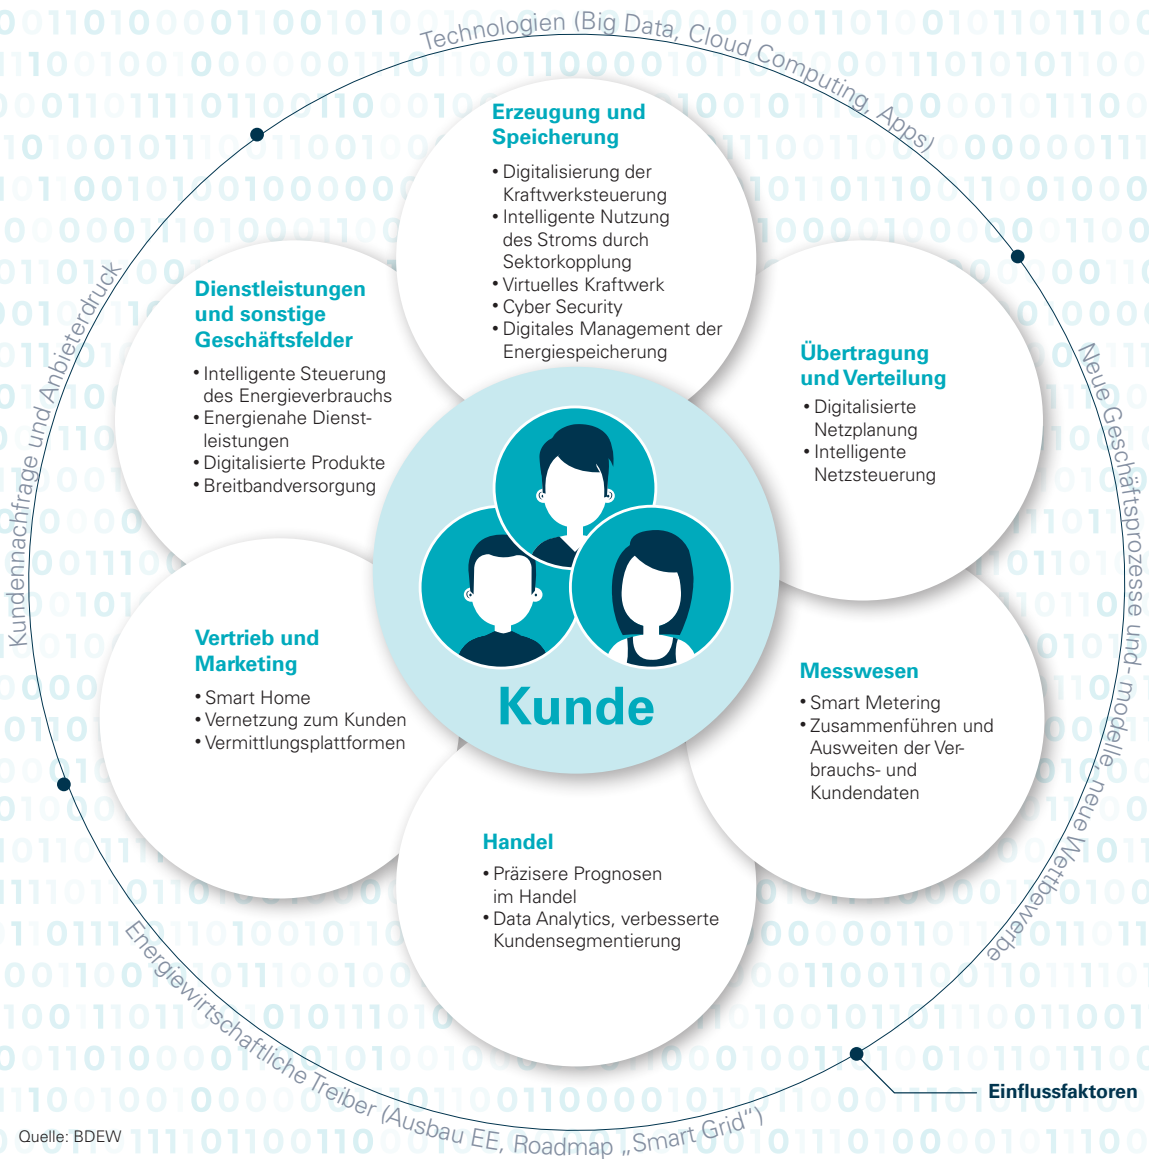 Technologien (Big Data, Cloud Computing, Apps)
Erzeugung und
Speicherung
• Digitalisierung der
Kraftwerksteuerung
• Intelligente Nutzung
des Stroms durch
Sektorkopplung
• Virtuelles Kraftwerk
• Cyber Security
• Digitales Management der
Energiespeicherung
Dienstleistungen
und sonstige
Geschäftsfelder
• Intelligente Steuerung
des Energieverbrauchs
• Energienahe Dienst-
leistungen
• Digitalisierte Produkte
• Breitbandversorgung
Übertragung
und Verteilung
• Digitalisierte
Netzplanung
• Intelligente
Netzsteuerung
Kundennachfrage und Anbieterdruck
Neue Geschäftsprozesse und- modelle, neue Wettbewerbe
Kunde
Vertrieb und
Marketing
• Smart Home
• Vernetzung zum Kunden
• Vermittlungsplattformen
Messwesen
• Smart Metering
• Zusammenführen und
Ausweiten der Ver-
brauchs- und
Kundendaten
Handel
• Präzisere Prognosen
im Handel
• Data Analytics, verbesserte
Kundensegmentierung
Energiewirtschaftliche Treiber (Ausbau EE, Roadmap „Smart Grid“)
Einflussfaktoren
Quelle: BDEW